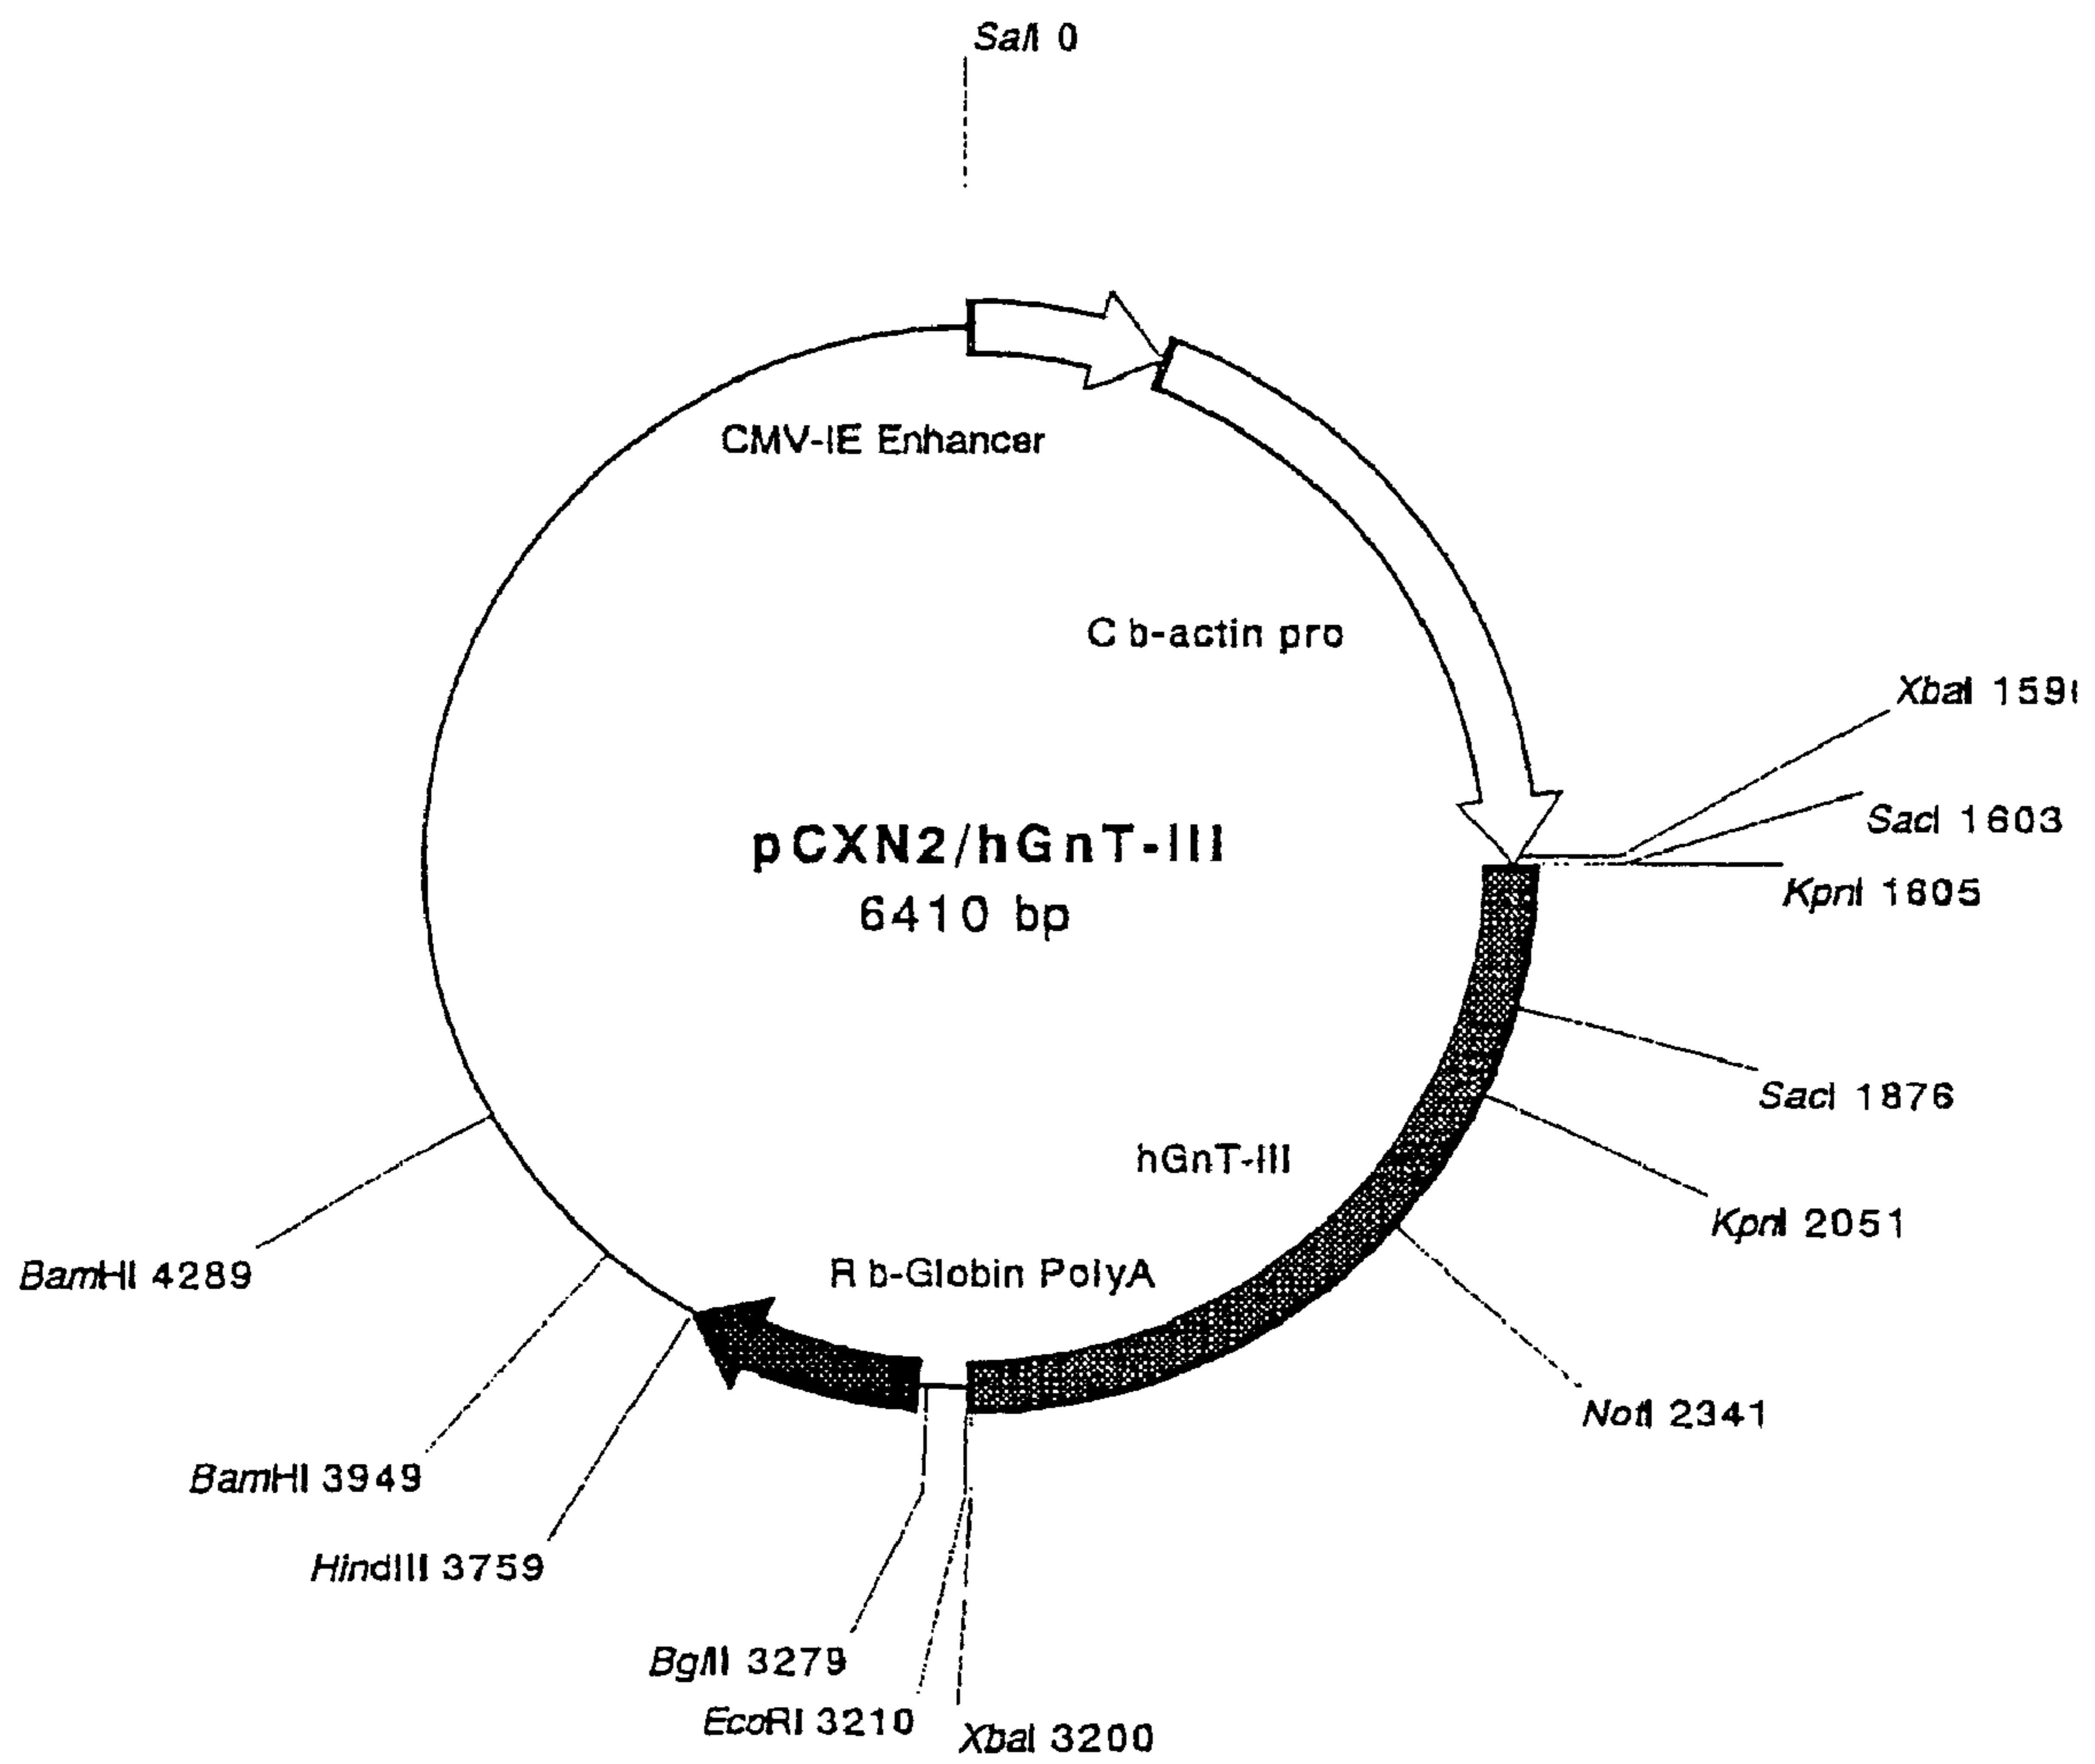 SalI 0
CMV-IE Enhancer
C b-actin pro
XbaI
SacI 1603
KpnI 1605
pCXN2/hGnT-III
6410 bp
SacI 1876
hGnT-III
KpnI 2051
R b-Globin PolyA
BamHI 4289
NotI 2341
BamHI 3949
HindIII 3759
BglII 3279
EcoRI 3210
XbaI 3200